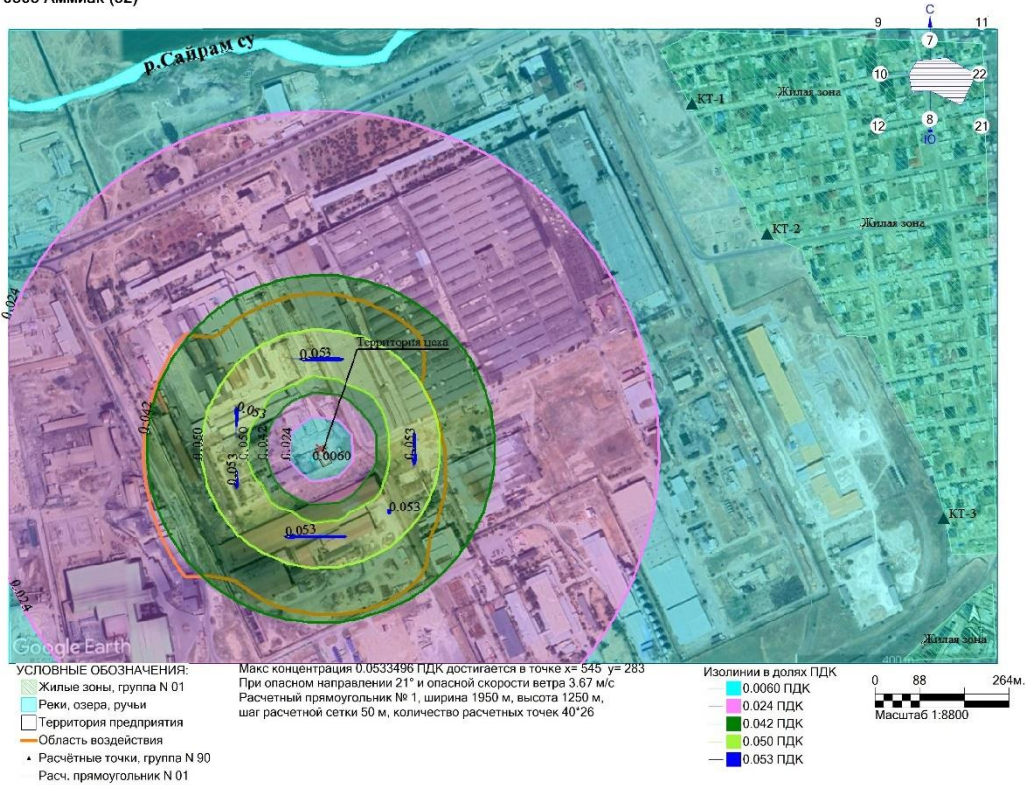 0303 Аммиак (32)
С
9
11
7
10
22
12
8
21
Ю
р.Сайрам су
Жилая зона
КТ-1
Жилая зона
КТ-2
КТ-3
Жилая зона
Территория цеха
0.024
0.024
0.042
0.050
0.053
0.053
0.050
0.053
0.042
0.024
0.0060
0.053
0.053
0.053
Google Earth
400 m
УСЛОВНЫЕ ОБОЗНАЧЕНИЯ:
Жилые зоны, группа N 01
Реки, озера, ручьи
Территория предприятия
Область воздействия
Расчётные точки, группа N 90
Расч. прямоугольник N 01
Макс концентрация 0.0533496 ПДК достигается в точке x= 545 y= 283
При опасном направлении 21° и опасной скорости ветра 3.67 м/с
Расчетный прямоугольник № 1, ширина 1950 м, высота 1250 м,
шаг расчетной сетки 50 м, количество расчетных точек 40*26
Изолинии в долях ПДК
0.0060 ПДК
0.024 ПДК
0.042 ПДК
0.050 ПДК
0.053 ПДК
0 88 264м.
Масштаб 1:8800